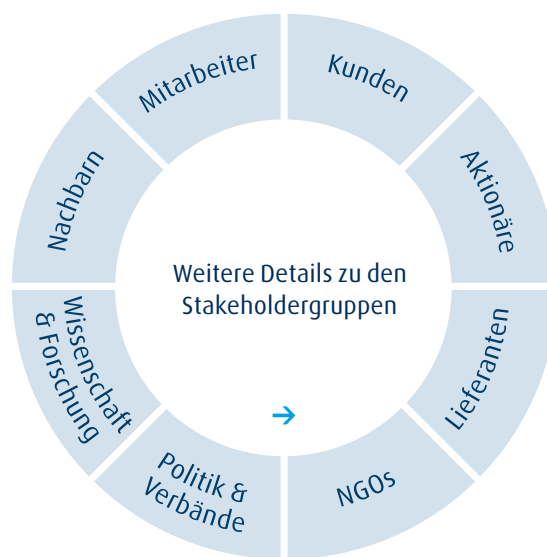 Mitarbeiter
Kunden
Aktionäre
Lieferanten
NGOs
Politik &
Verbände
Wissenschaft
& Forschung
Nachbarn
Weitere Details zu den
Stakeholdergruppen
→